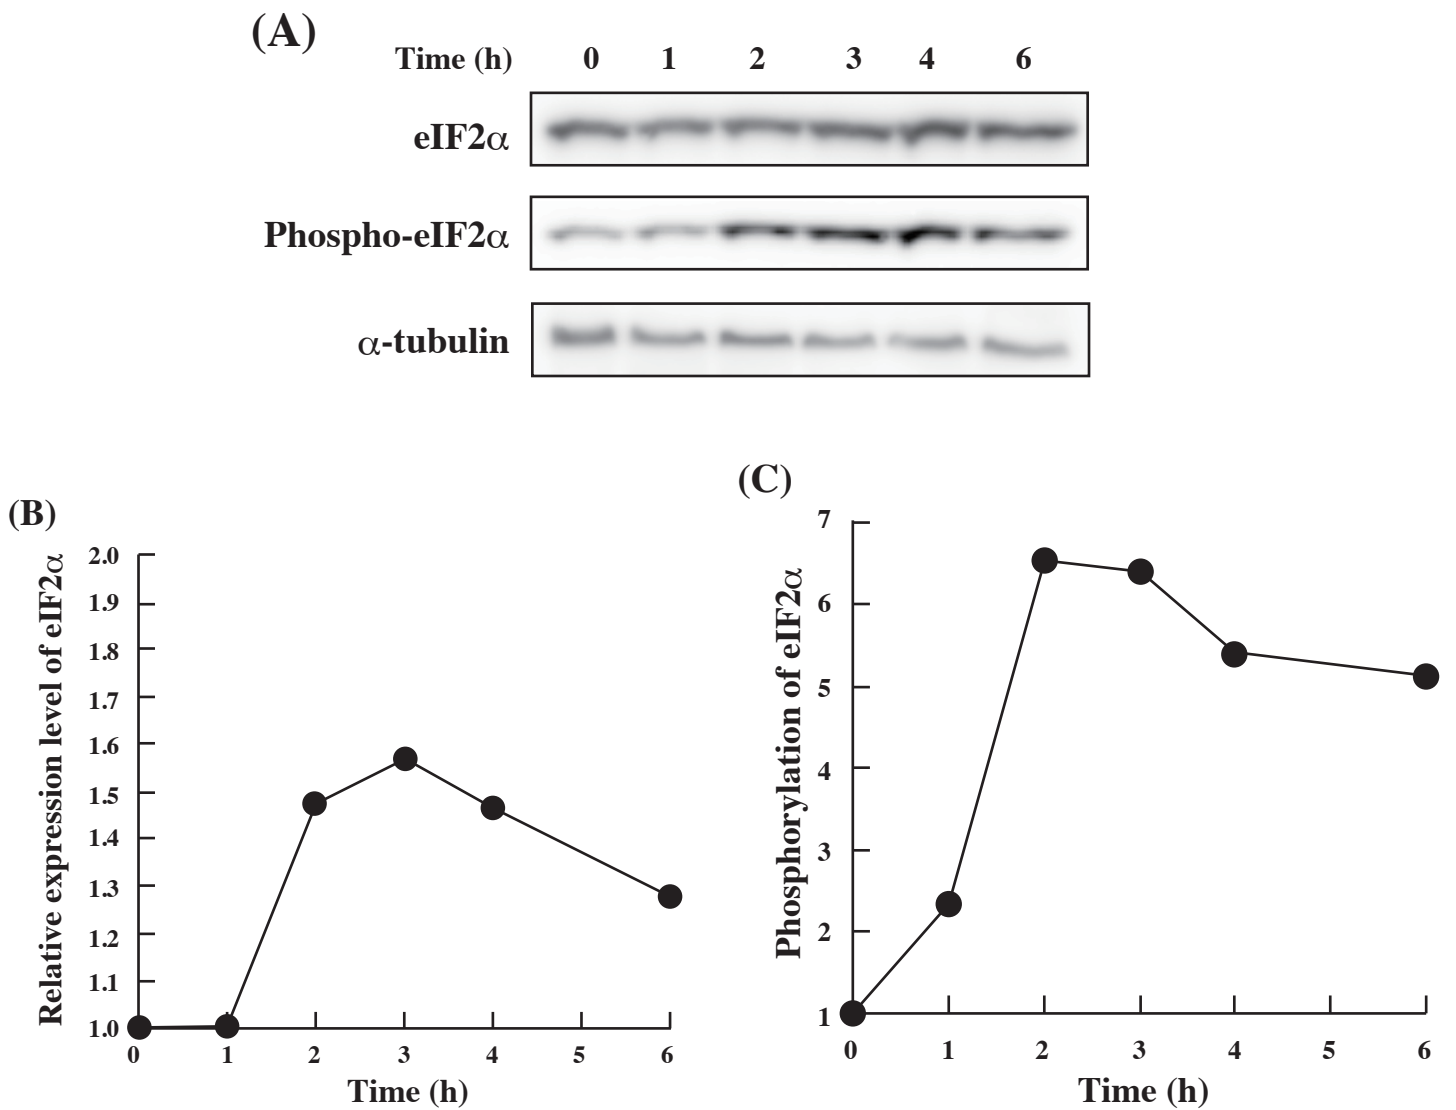 (A)
Time (h) 0 1 2 3 4 6
eIF2α
Phospho-eIF2α
α-tubulin
(B)
Relative expression level of eIF2α
2.0
1.9
1.8
1.7
1.6
1.5
1.4
1.3
1.2
1.1
1.0
0 1 2 3 4 5 6
Time (h)
(C)
Phosphorylation of eIF2α
7
6
5
4
3
2
1
0 1 2 3 4 5 6
Time (h)